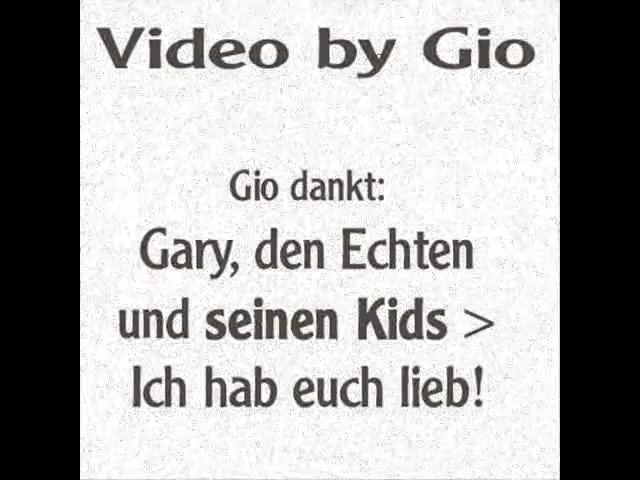 Video by Gio
Gio dankt:
Gary, den Echten
und seinen Kids >
Ich hab euch lieb!